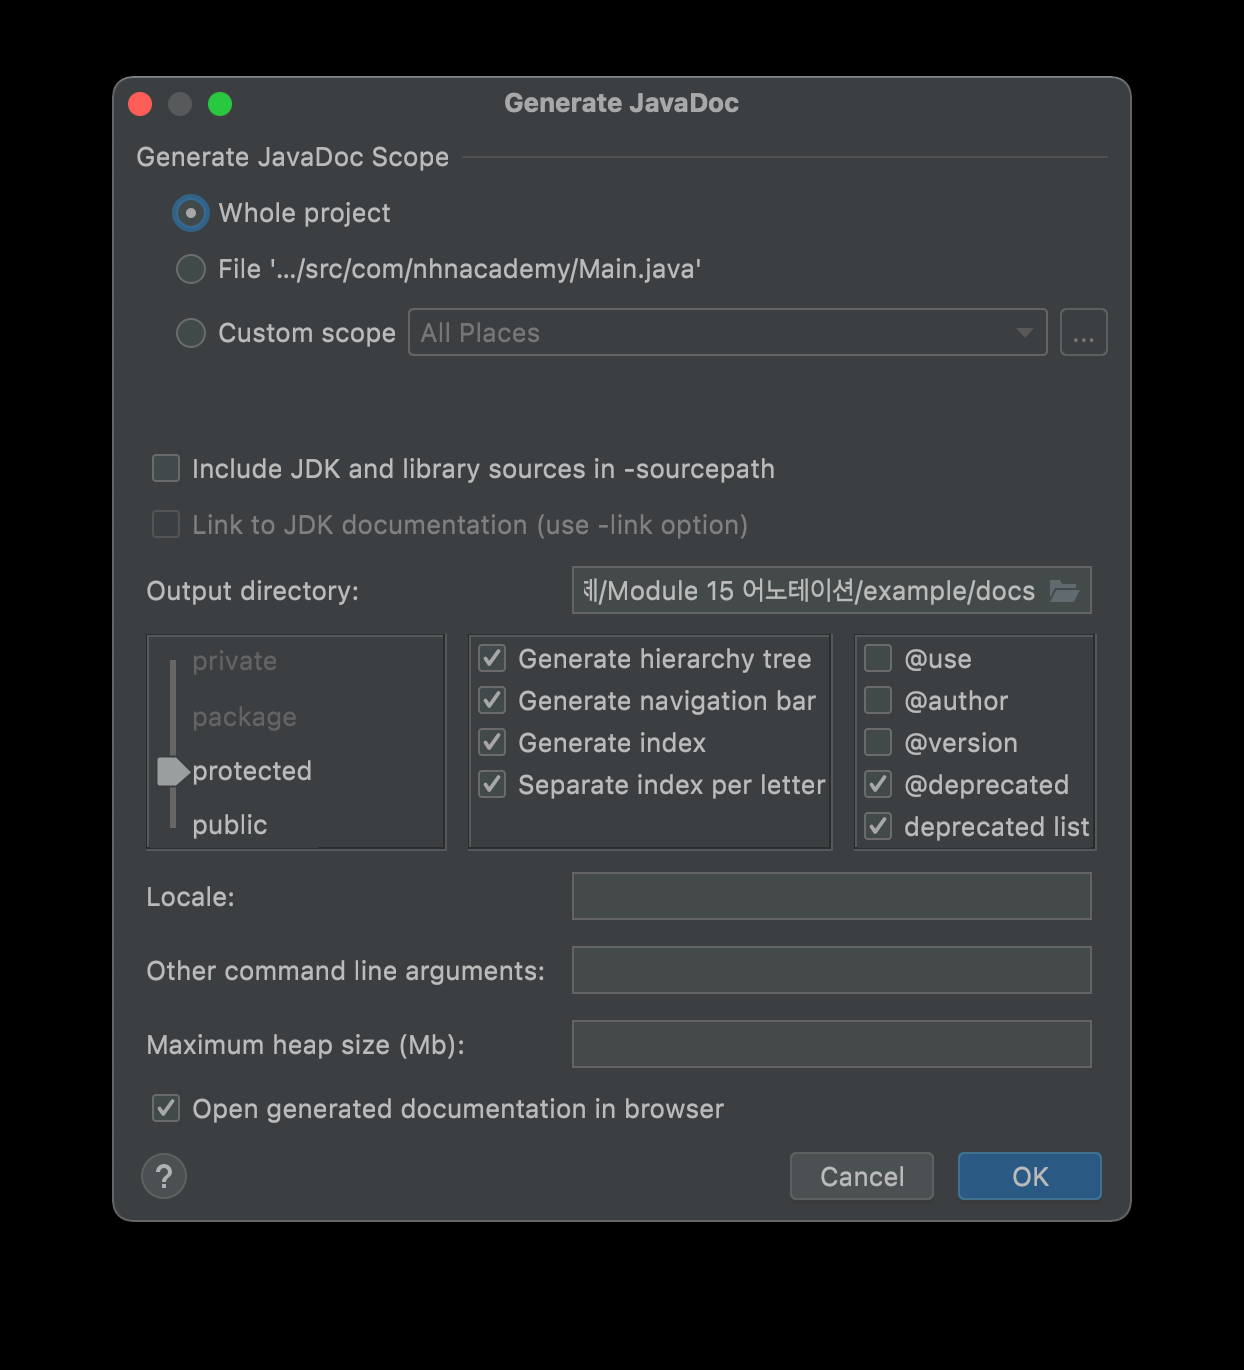 Generate JavaDoc
Generate JavaDoc Scope
Whole project
File '.../src/com/nhnacademy/Main.java'
Custom scope All Places ...
Include JDK and library sources in -sourcepath
Link to JDK documentation (use -link option)
Output directory: /Module 15 어노테이션/example/docs
private
package
protected
public
Generate hierarchy tree
Generate navigation bar
Generate index
Separate index per letter
@use
@author
@version
@deprecated
deprecated list
Locale:
Other command line arguments:
Maximum heap size (Mb):
Open generated documentation in browser
? Cancel OK